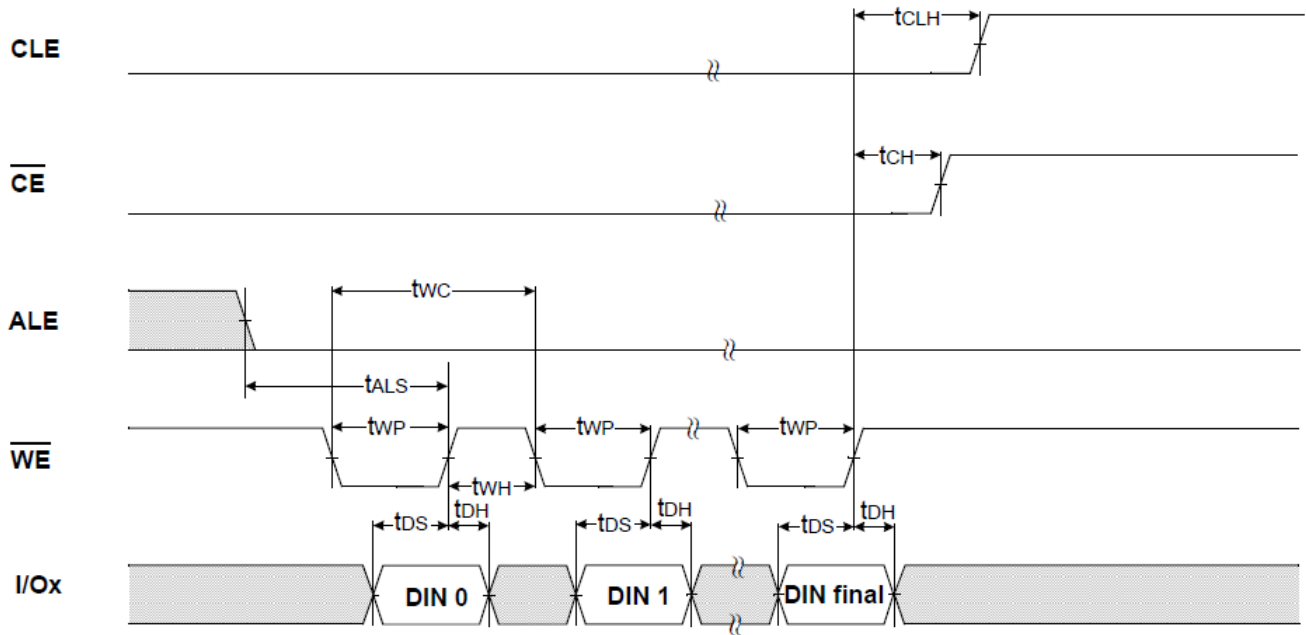 CLE
tCLH
CE
tCH
ALE
tWC
tALS
WE
tWP
tWP
tWP
tWH
tDS
tDH
tDS
tDH
tDS
tDH
I/Ox
DIN 0
DIN 1
DIN final